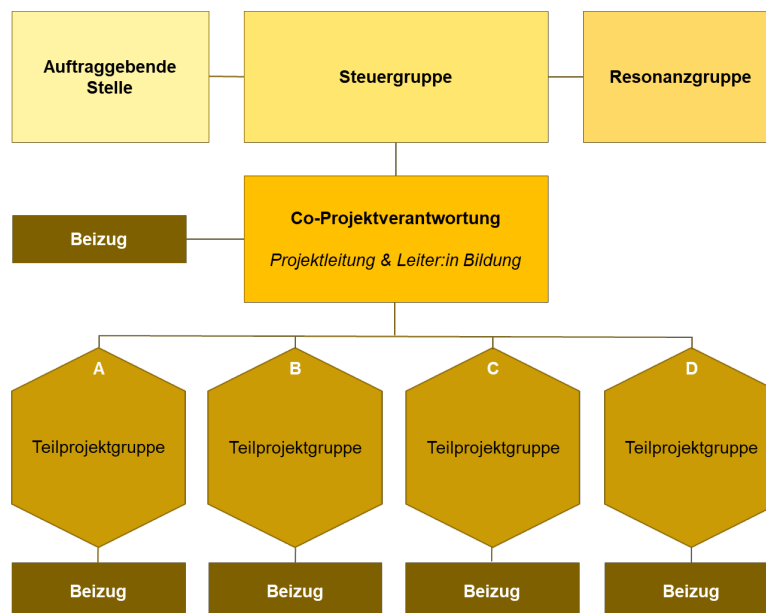 Auftraggebende
Stelle
Steuergruppe
Resonanzgruppe
Co-Projektverantwortung
Projektleitung & Leiter:in Bildung
Beizug
A
Teilprojektgruppe
B
Teilprojektgruppe
C
Teilprojektgruppe
D
Teilprojektgruppe
Beizug
Beizug
Beizug
Beizug